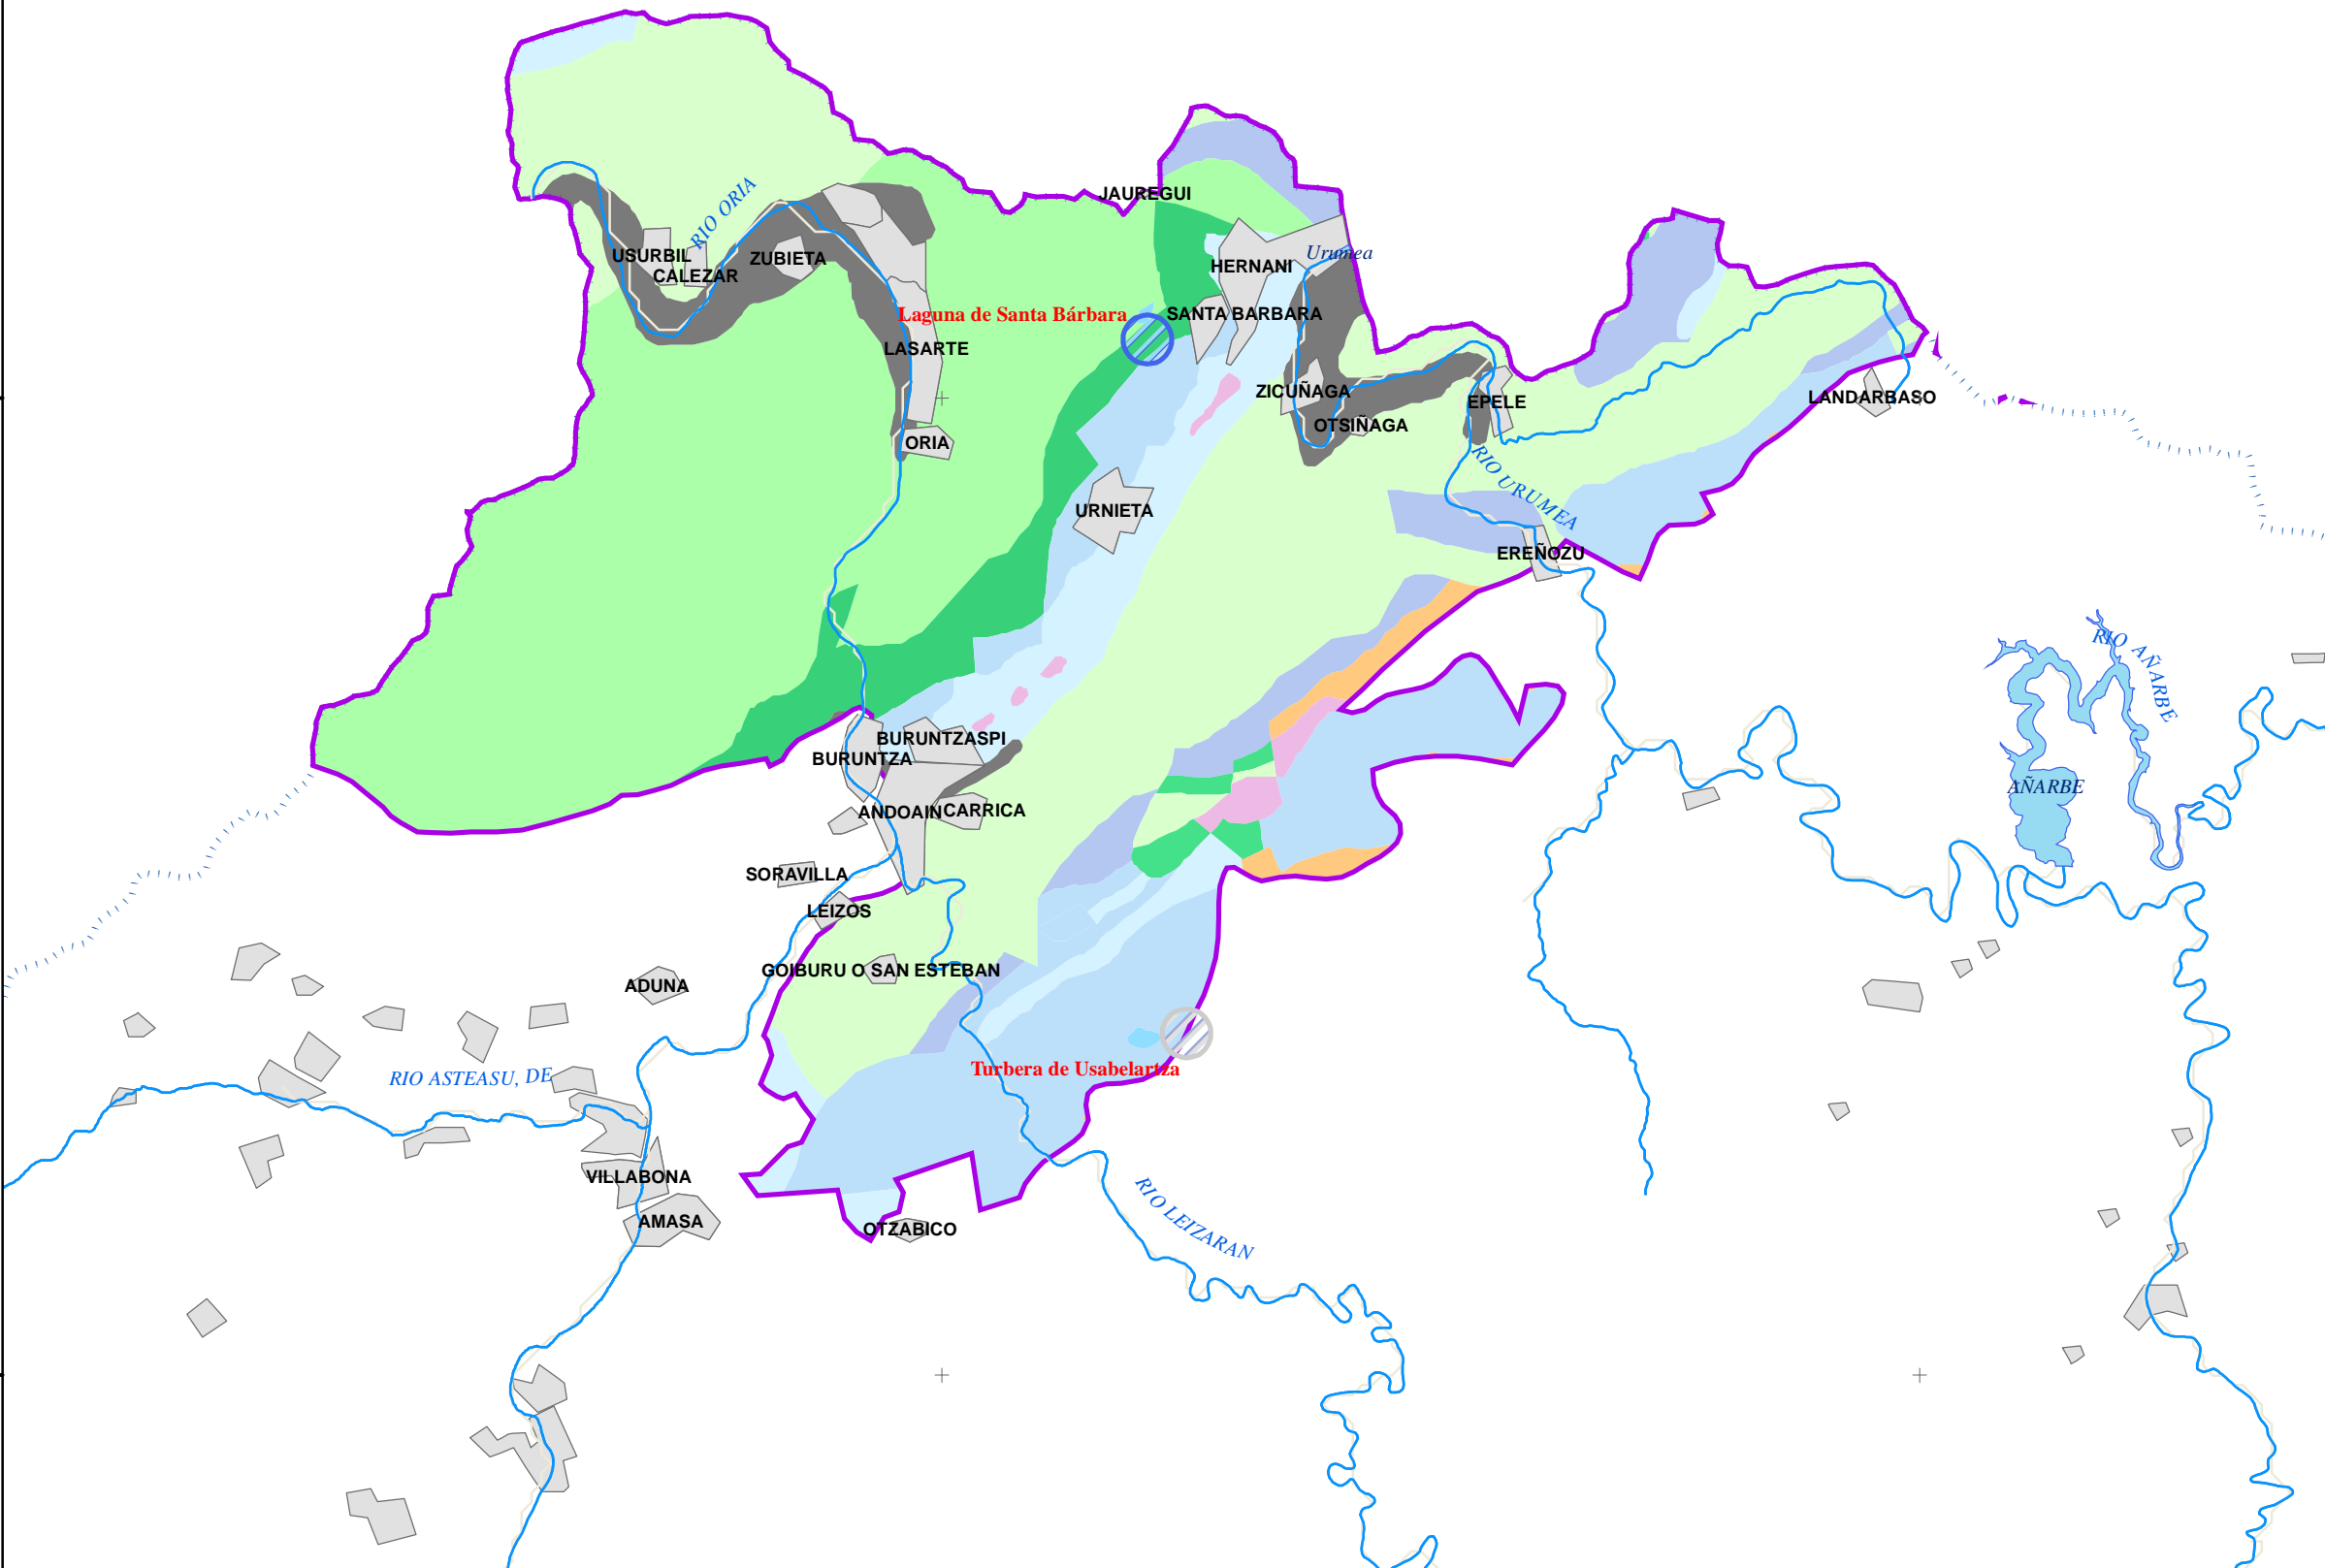 JAUREGUI
RIO ORIA
USURBIL
CALEZAR
ZUBIETA
HERNANI
Urumea
Laguna de Santa Bárbara
SANTA BARBARA
LASARTE
ZICUÑAGA
OTSIÑAGA
EPELE
LANDARBASO
ORIA
RIO URUMEA
URNIETA
EREÑOZU
RIO AÑARBE
AÑARBE
BURUNTZASPI
BURUNTZA
ANDOAIN
CARRICA
SORAVILLA
LEIZOS
GOIBURU O SAN ESTEBAN
ADUNA
Turbera de Usabelartza
RIO ASTEASU, DE
VILLABONA
AMASA
OTZABICO
RIO LEIZARAN